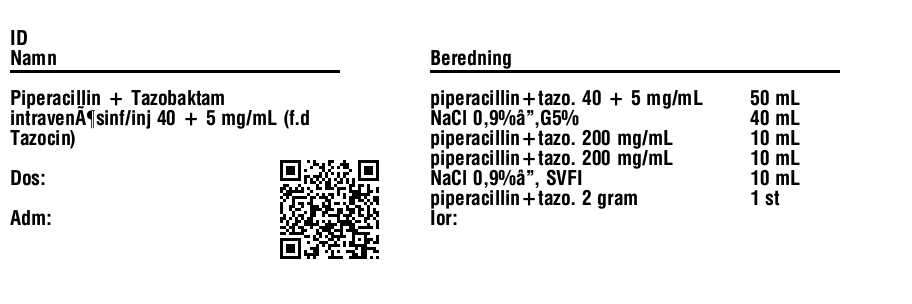 ID
Namn
Piperacillin + Tazobaktam
intravenÃ¶sinf/inj 40 + 5 mg/mL (f.d
Tazocin)
Dos:
Adm:
Beredning
piperacillin+tazo. 40 + 5 mg/mL 50 mL
NaCl 0,9%â”,G5% 40 mL
piperacillin+tazo. 200 mg/mL 10 mL
piperacillin+tazo. 200 mg/mL 10 mL
NaCl 0,9%â”, SVFI 10 mL
piperacillin+tazo. 2 gram 1 st
lor: